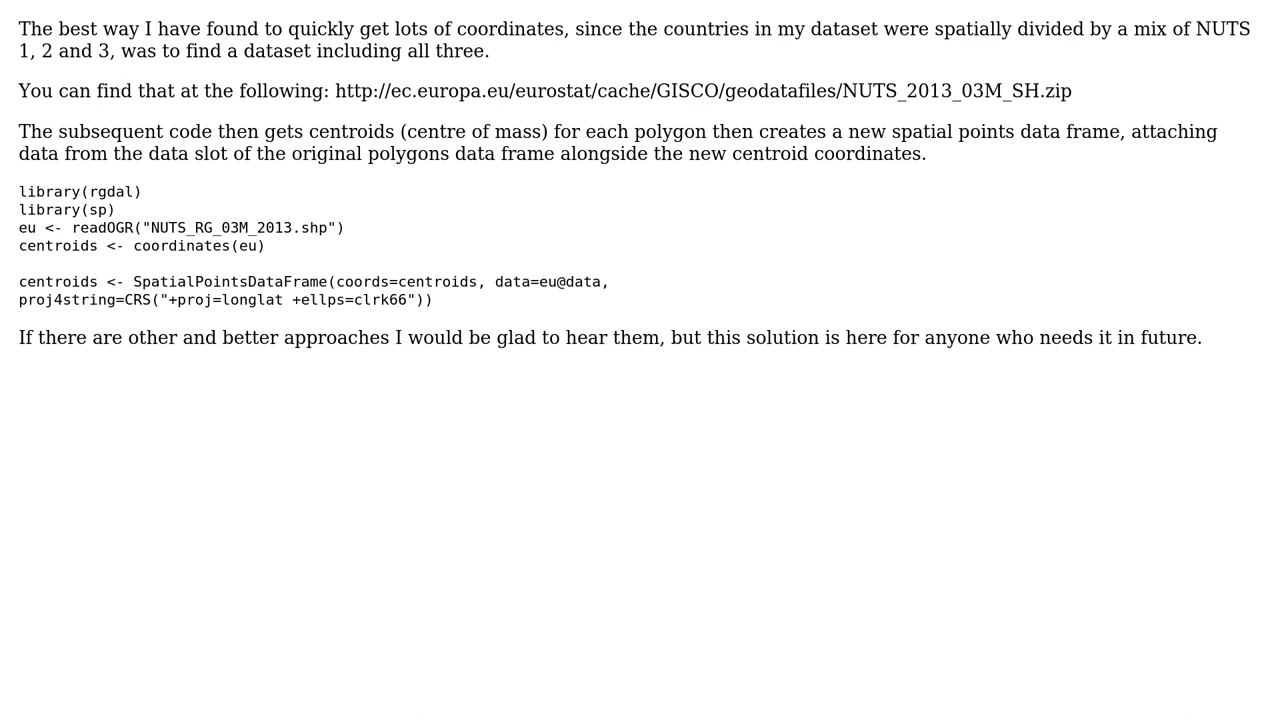 The best way I have found to quickly get lots of coordinates, since the countries in my dataset were spatially divided by a mix of NUTS
1, 2 and 3, was to find a dataset including all three.
You can find that at the following: http://ec.europa.eu/eurostat/cache/GISCO/geodatafiles/NUTS_2013_03M_SH.zip
The subsequent code then gets centroids (centre of mass) for each polygon then creates a new spatial points data frame, attaching
data from the data slot of the original polygons data frame alongside the new centroid coordinates.
library(rgdal)
library(sp)
eu <- readOGR("NUTS_RG_03M_2013.shp")
centroids <- coordinates(eu)
centroids <- SpatialPointsDataFrame(coords=centroids, data=eu@data,
proj4string=CRS("+proj=longlat +ellps=clrk66"))
If there are other and better approaches I would be glad to hear them, but this solution is here for anyone who needs it in future.